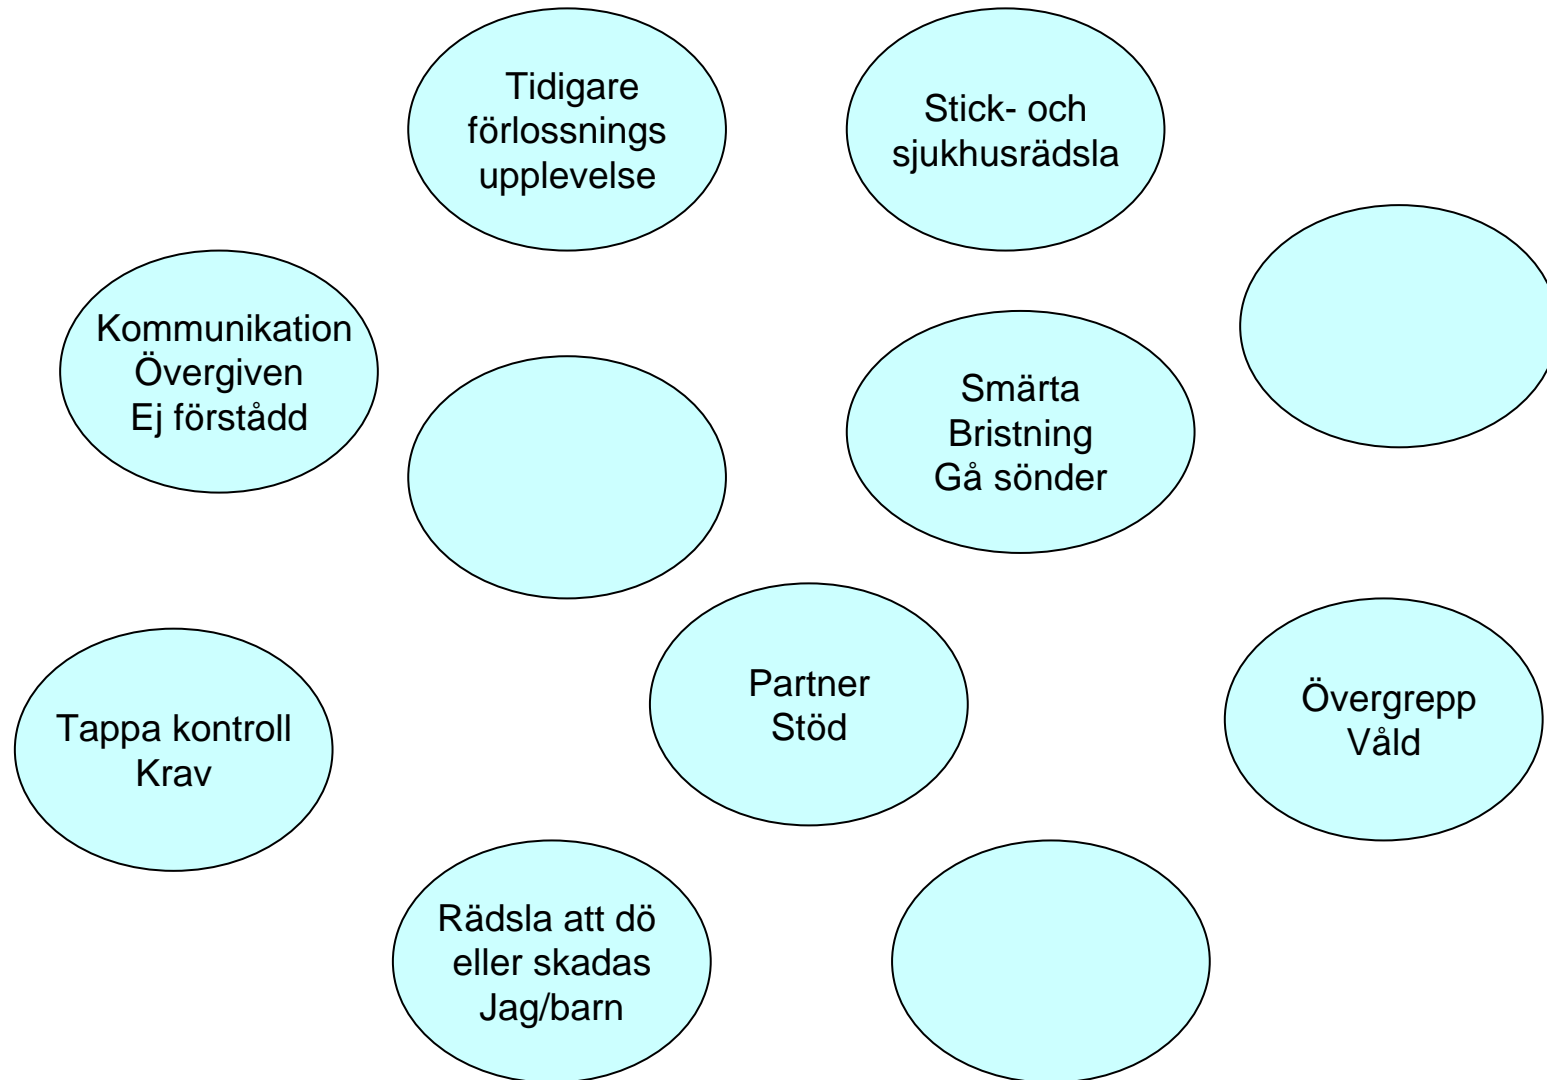 Tidigare
förlossnings
upplevelse
Stick- och
sjukhusrädsla
Kommunikation
Övergiven
Ej förstådd
Smärta
Bristning
Gå sönder
Partner
Stöd
Övergrepp
Våld
Tappa kontroll
Krav
Rädsla att dö
eller skadas
Jag/barn